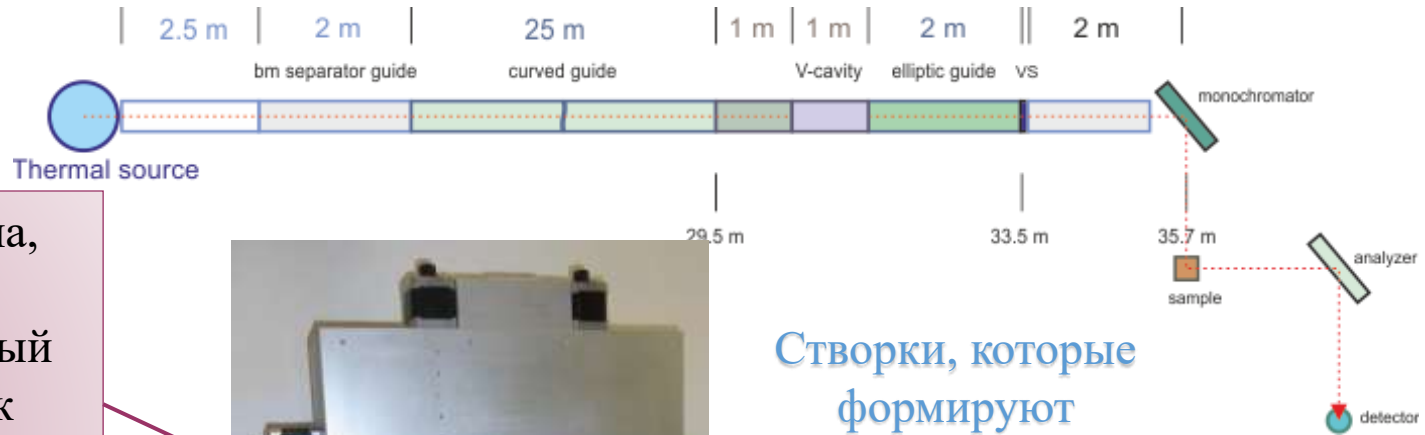 2.5 m 2 m 25 m 1 m 1 m 2 m 2 m
bm separator guide curved guide V-cavity elliptic guide VS
monochromator
Thermal source
29.5 m 33.5 m 35.7 m
analyzer
sample
ый
к
Створки, которые
формируют
detector